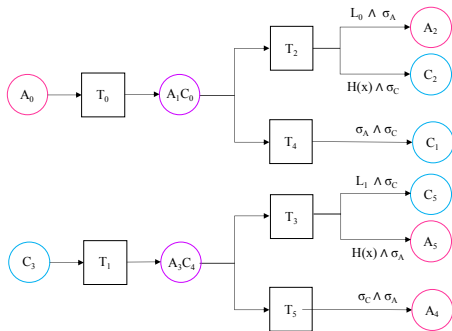 L₀ ∧ σ_A
A₂
T₂
A₀
T₀
A₁C₀
C₂
H(x) ∧ σ_C
σ_A ∧ σ_C
T₄
C₁
L₁ ∧ σ_C
C₅
T₃
C₃
T₁
A₃C₄
A₅
H(x) ∧ σ_A
σ_C ∧ σ_A
T₅
A₄